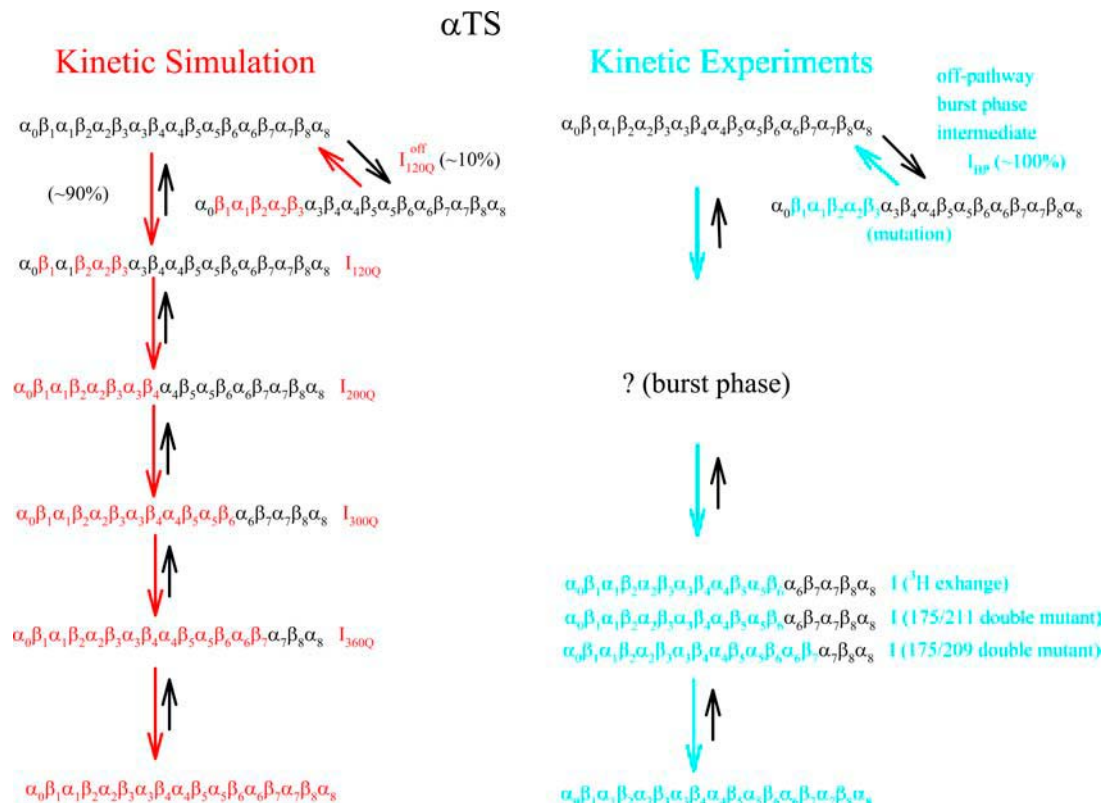 αTS
Kinetic Simulation
α₀β₁α₁β₂α₂β₃α₃β₄α₄β₅α₅β₆α₆β₇α₇β₈α₈
(~90%)
I₁₂₀Q off (~10%)
α₀β₁α₁β₂α₂β₃α₃β₄α₄β₅α₅β₆α₆β₇α₇β₈α₈
α₀β₁α₁β₂α₂β₃α₃β₄α₄β₅α₅β₆α₆β₇α₇β₈α₈ I₁₂₀Q
α₀β₁α₁β₂α₂β₃α₃β₄α₄β₅α₅β₆α₆β₇α₇β₈α₈ I₂₀₀Q
α₀β₁α₁β₂α₂β₃α₃β₄α₄β₅α₅β₆α₆β₇α₇β₈α₈ I₃₀₀Q
α₀β₁α₁β₂α₂β₃α₃β₄α₄β₅α₅β₆α₆β₇α₇β₈α₈ I₃₆₀Q
α₀β₁α₁β₂α₂β₃α₃β₄α₄β₅α₅β₆α₆β₇α₇β₈α₈
Kinetic Experiments
off-pathway
burst phase
intermediate
I_BP (~100%)
α₀β₁α₁β₂α₂β₃α₃β₄α₄β₅α₅β₆α₆β₇α₇β₈α₈
α₀β₁α₁β₂α₂β₃α₃β₄α₄β₅α₅β₆α₆β₇α₇β₈α₈
(mutation)
? (burst phase)
α₀β₁α₁β₂α₂β₃α₃β₄α₄β₅α₅β₆α₆β₇α₇β₈α₈ I (³H exhange)
α₀β₁α₁β₂α₂β₃α₃β₄α₄β₅α₅β₆α₆β₇α₇β₈α₈ I (175/211 double mutant)
α₀β₁α₁β₂α₂β₃α₃β₄α₄β₅α₅β₆α₆β₇α₇β₈α₈ I (175/209 double mutant)
α₀β₁α₁β₂α₂β₃α₃β₄α₄β₅α₅β₆α₆β₇α₇β₈α₈